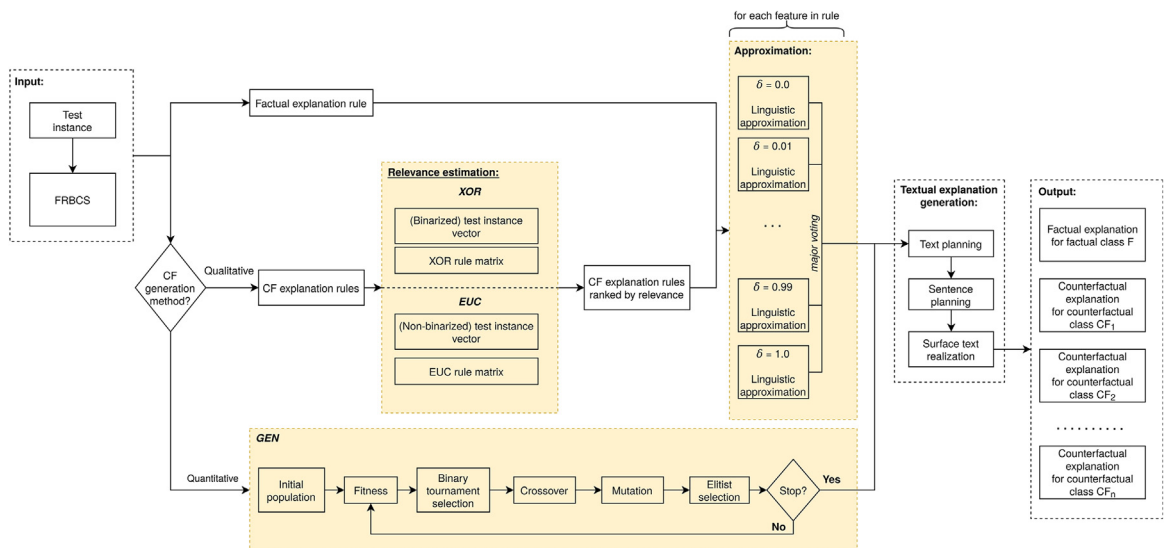 for each feature in rule
Input:
Test
instance
FRBCS
Factual explanation rule
CF
generation
method?
Qualitative
CF explanation rules
Relevance estimation:
XOR
(Binarized) test instance
vector
XOR rule matrix
EUC
(Non-binarized) test instance
vector
EUC rule matrix
CF explanation rules
ranked by relevance
Approximation:
δ = 0.0
Linguistic
approximation
δ = 0.01
Linguistic
approximation
...
δ = 0.99
Linguistic
approximation
δ = 1.0
Linguistic
approximation
major voting
Quantitative
GEN
Initial
population
Fitness
Binary
tournament
selection
Crossover
Mutation
Elitist
selection
Stop?
Yes
No
Textual explanation
generation:
Text planning
Sentence
planning
Surface text
realization
Output:
Factual explanation
for factual class F
Counterfactual
explanation
for counterfactual
class CF₁
Counterfactual
explanation
for counterfactual
class CF₂
..........
Counterfactual
explanation
for counterfactual
class CFₙ